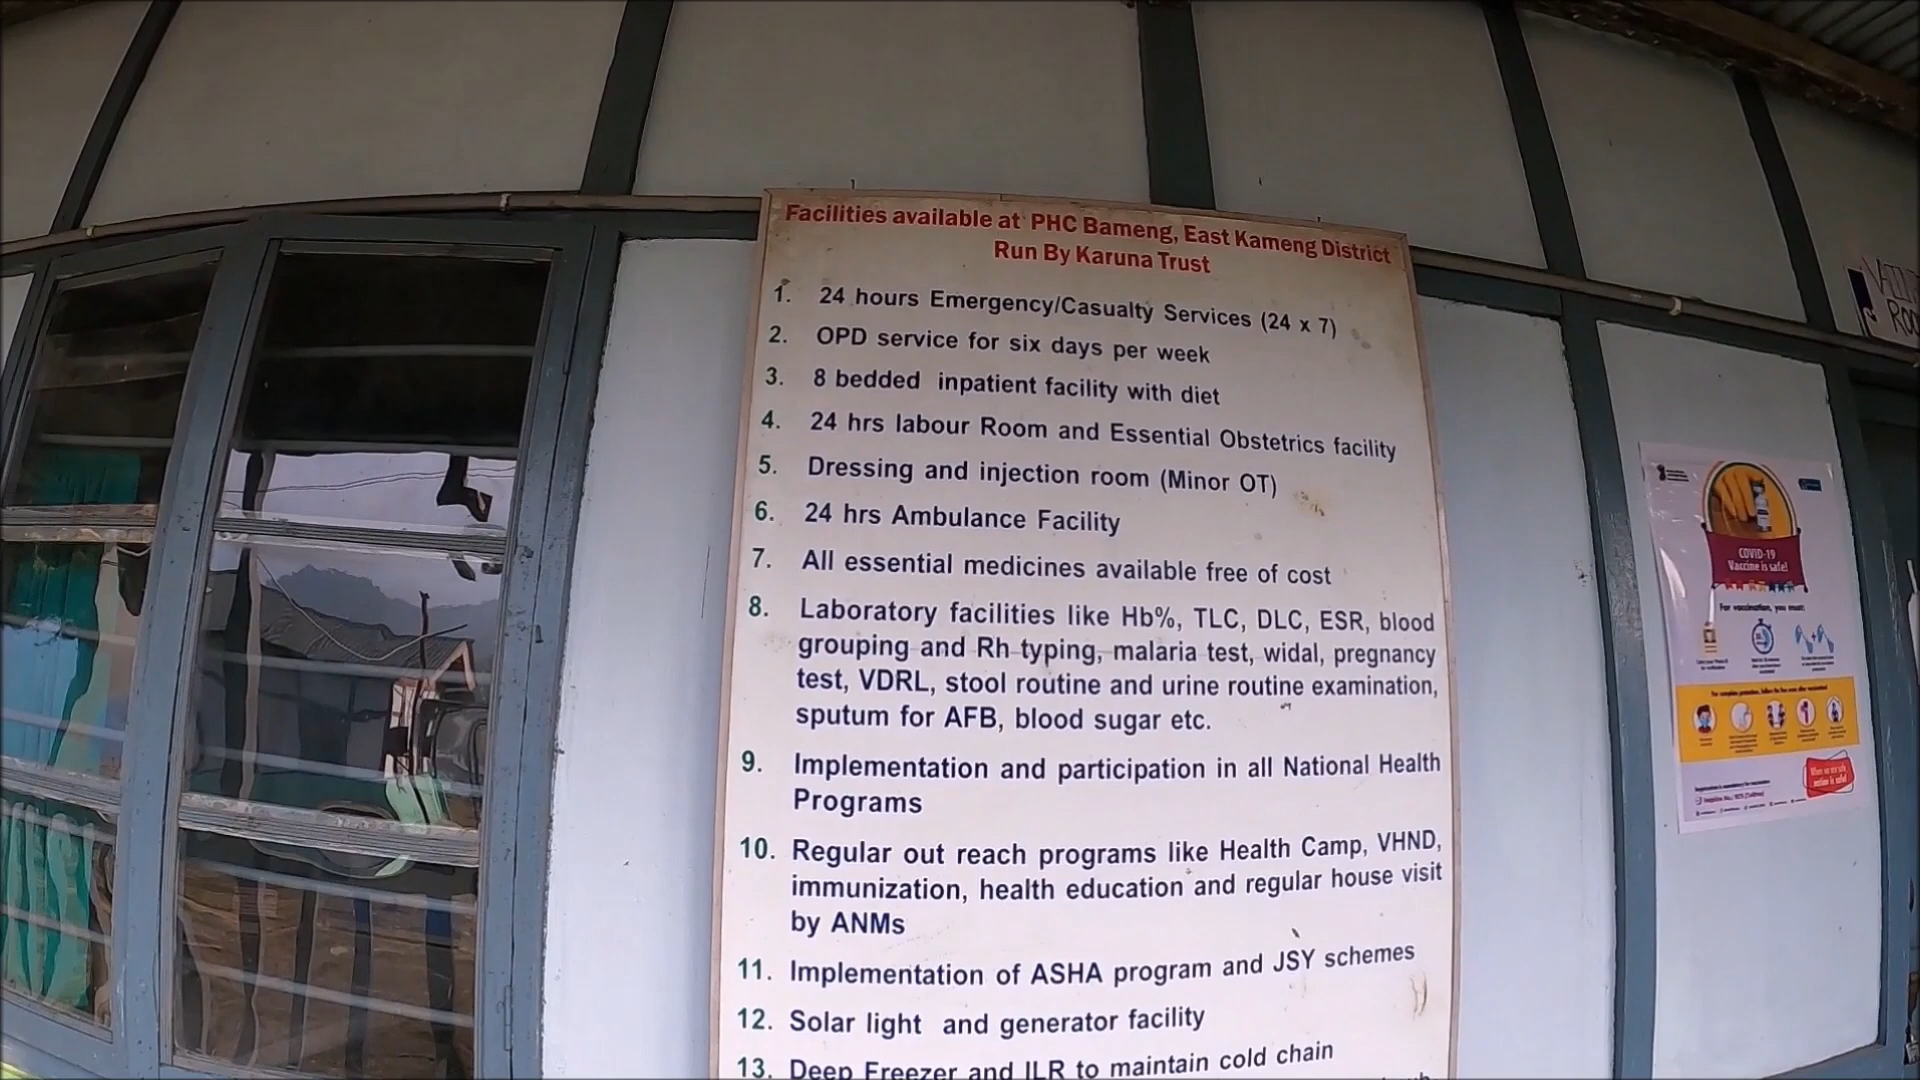 Facilities available at PHC Bameng, East Kameng District
Run By Karuna Trust
1. 24 hours Emergency/Casualty Services (24 x 7)
2. OPD service for six days per week
3. 8 bedded inpatient facility with diet
4. 24 hrs labour Room and Essential Obstetrics facility
5. Dressing and injection room (Minor OT)
6. 24 hrs Ambulance Facility
7. All essential medicines available free of cost
8. Laboratory facilities like Hb%, TLC, DLC, ESR, blood
grouping and Rh typing, malaria test, widal, pregnancy
test, VDRL, stool routine and urine routine examination,
sputum for AFB, blood sugar etc.
9. Implementation and participation in all National Health
Programs
10. Regular out reach programs like Health Camp, VHND,
immunization, health education and regular house visit
by ANMs
11. Implementation of ASHA program and JSY schemes
12. Solar light and generator facility
13. Deep Freezer and ILR to maintain cold chain
COVID-19
Vaccine is safe!
For vaccination, you must: